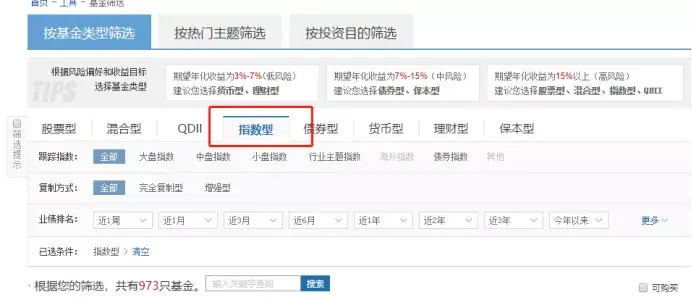 首页 - 工具 - 基金筛选
按基金类型筛选 按热门主题筛选 按投资目的筛选
根据风险偏好和收益目标
选择基金类型
TIPS
期望年化收益为3%-7%(低风险)
建议您选择货币型、理财型
期望年化收益为7%-15%（中风险）
建议您选择债券型、保本型
期望年化收益为15%以上（高风险）
建议您选择股票型、混合型、指数型、QDII
筛选提示
股票型 混合型 QDII 指数型 债券型 货币型 理财型 保本型
跟踪指数： 全部 大盘指数 中盘指数 小盘指数 行业主题指数 海外指数 债券指数 其他
复制方式： 全部 完全复制型 增强型
业绩排名： 近1周 近1月 近3月 近6月 近1年 近2年 近3年 今年以来 更多
已选条件： 指数型 > 清空
· 根据您的筛选，共有973只基金。 输入关键字查询 搜索 可购买